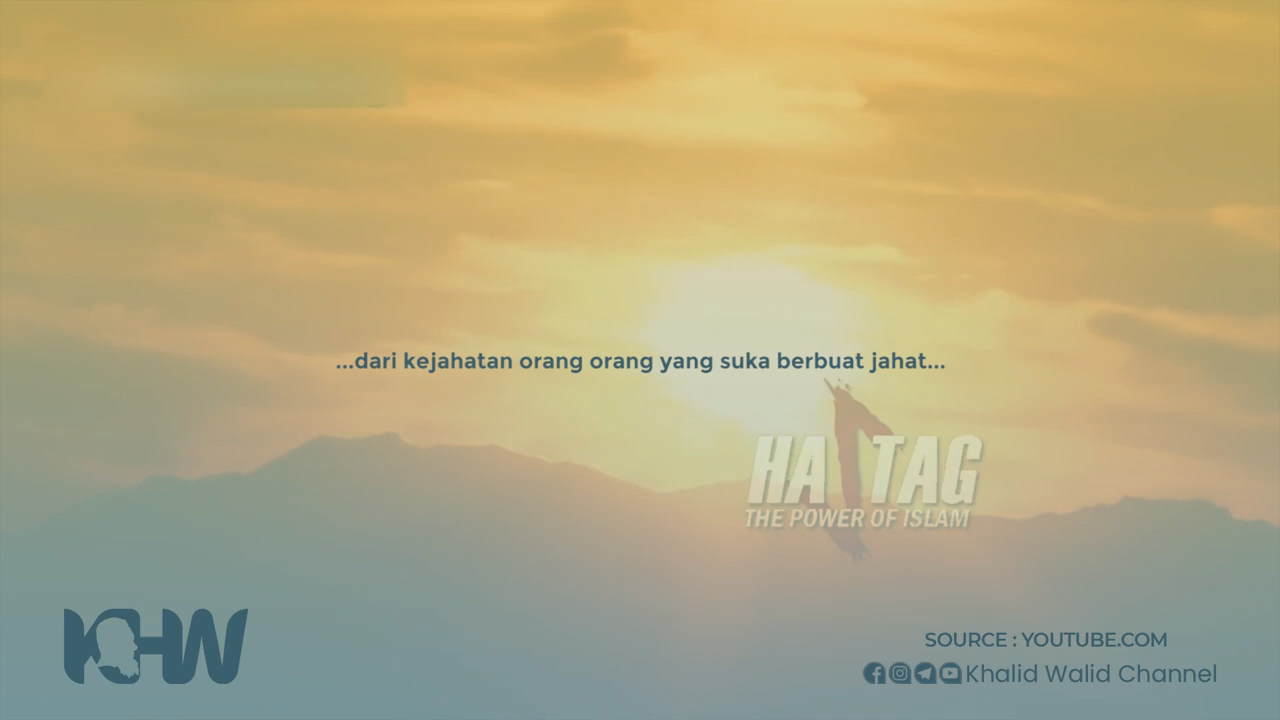 ...dari kejahatan orang orang yang suka berbuat jahat...
HA TAG
THE POWER OF ISLAM
KHW
SOURCE : YOUTUBE.COM
Khalid Walid Channel